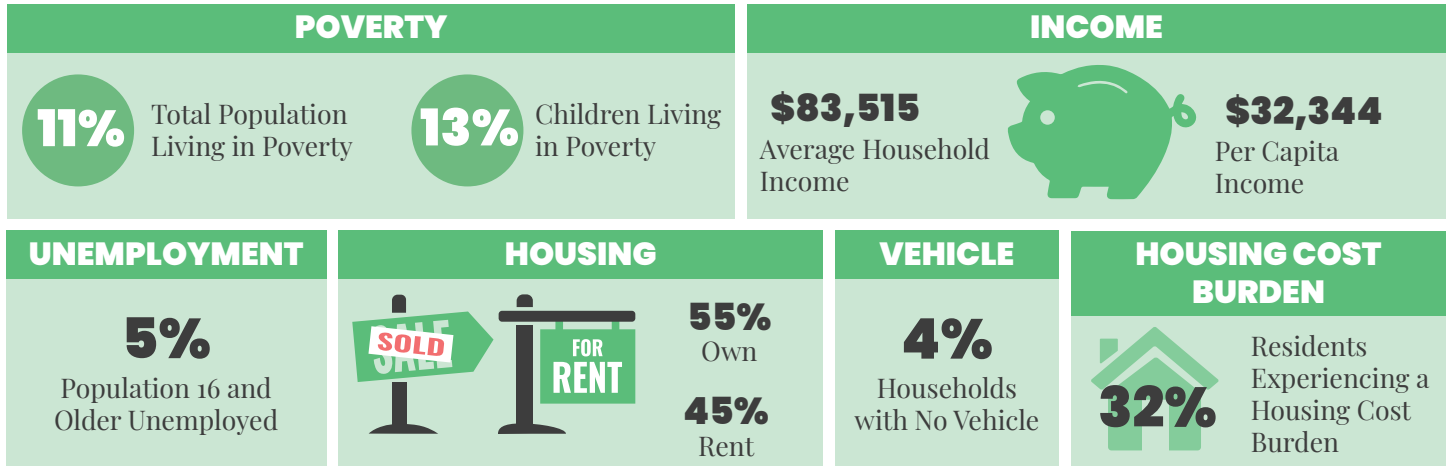 POVERTY
11%
Total Population
Living in Poverty
13%
Children Living
in Poverty
INCOME
$83,515
Average Household
Income
$32,344
Per Capita
Income
UNEMPLOYMENT
5%
Population 16 and
Older Unemployed
HOUSING
SALE
SOLD
FOR
RENT
55%
Own
45%
Rent
VEHICLE
4%
Households
with No Vehicle
HOUSING COST
BURDEN
32%
Residents
Experiencing a
Housing Cost
Burden